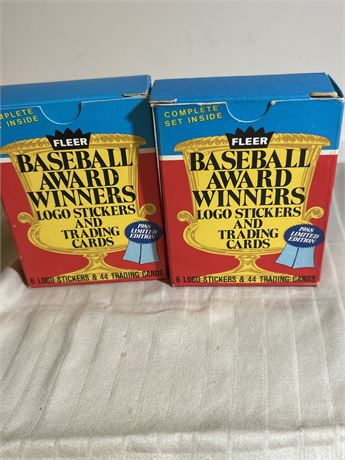 COMPLETE
SET INSIDE
FLEER
BASEBALL
AWARD
WINNERS
LOGO STICKERS
AND
TRADING
CARDS
1988
LIMITED
EDITION
6 LOGO STICKERS & 44 TRADING CARDS
COMPLETE
SET INSIDE
FLEER
BASEBALL
AWARD
WINNERS
LOGO STICKERS
AND
TRADING
CARDS
1988
LIMITED
EDITION
6 LOGO STICKERS & 44 TRADING CARDS